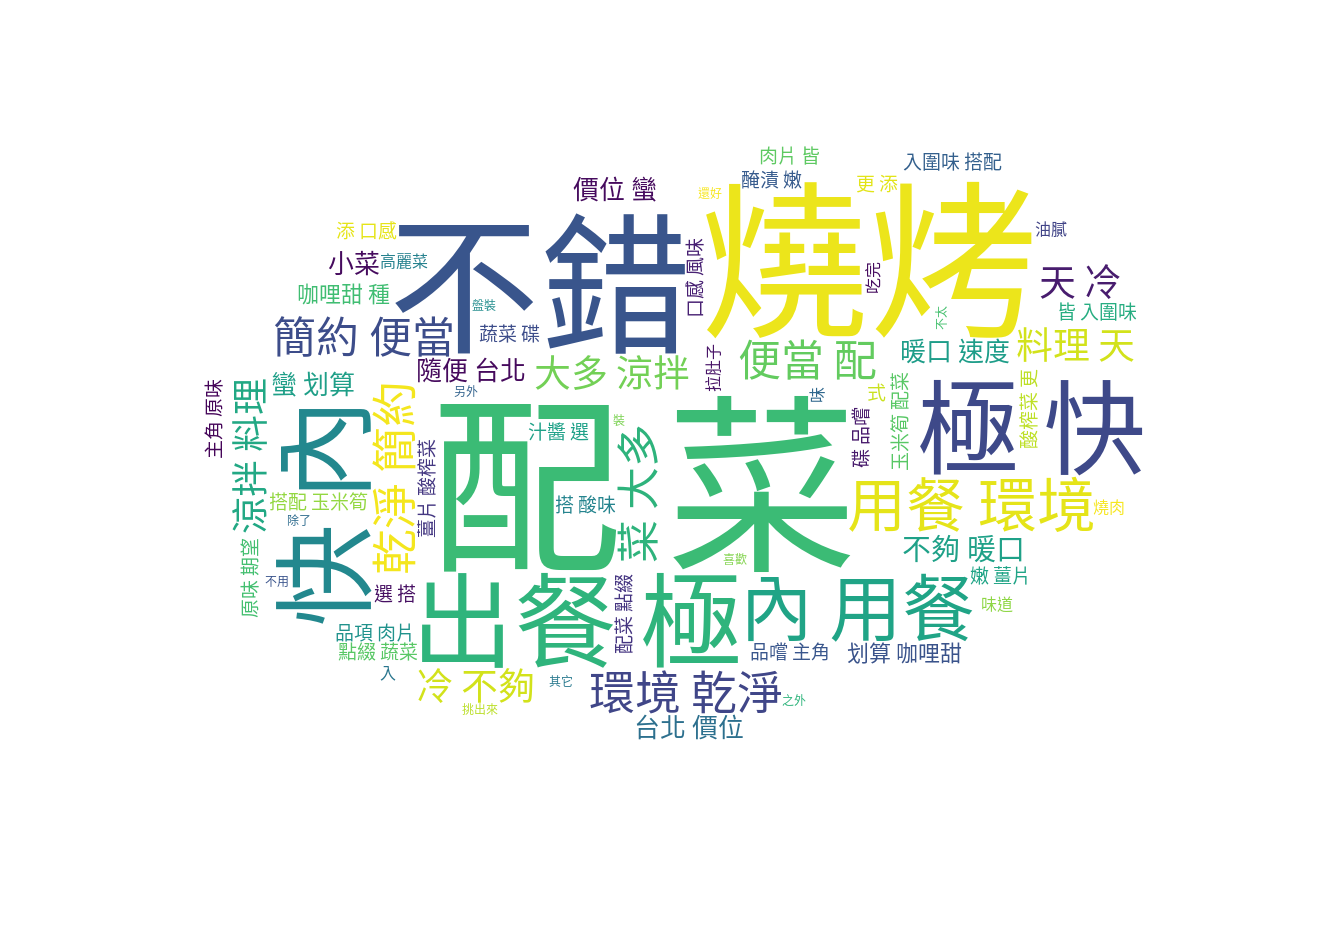 肉片 皆
入圍味 搭配
醃漬 嫩
更 添
價位 蠻
還好
燒烤
不錯
添 口感
油膩
小菜
高麗菜
口感 風味
吃完
天 冷
咖哩甜 種
盤裝
不太
皆 入圍味
簡約 便當
蔬菜 碟
便當 配
暖口 速度
料理 天
隨便 台北
大多 涼拌
拉肚子
蠻 划算
另外
味
式
玉米筍 配菜
酸榨菜 更
主角 原味
涼拌 料理
快 內
乾淨 簡約
配菜
汁醬 選
裝
菜 大多
碟 品嚐
極 快
薑片 酸榨菜
搭配 玉米筍
搭 酸味
用餐 環境
燒肉
除了
原味 期望
喜歡
不夠 暖口
不用
選 搭
出餐 極
配菜 點綴
內 用餐
嫩 薑片
味道
品項 肉片
點綴 蔬菜
品嚐 主角
划算 咖哩甜
入
冷 不夠
其它
環境 乾淨
之外
挑出來
台北 價位